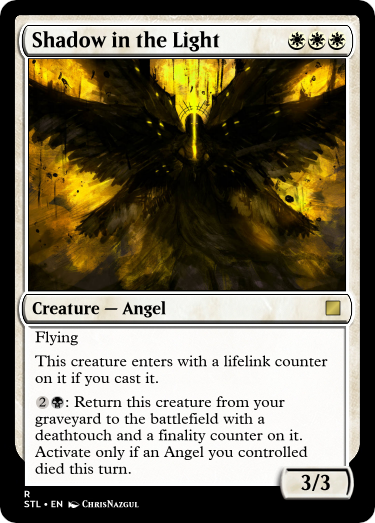 Shadow in the Light
Creature — Angel
Flying
This creature enters with a lifelink counter
on it if you cast it.
2: Return this creature from your
graveyard to the battlefield with a
deathtouch and a finality counter on it.
Activate only if an Angel you controlled
died this turn.
3/3
R
STL • EN ChrisNazgul